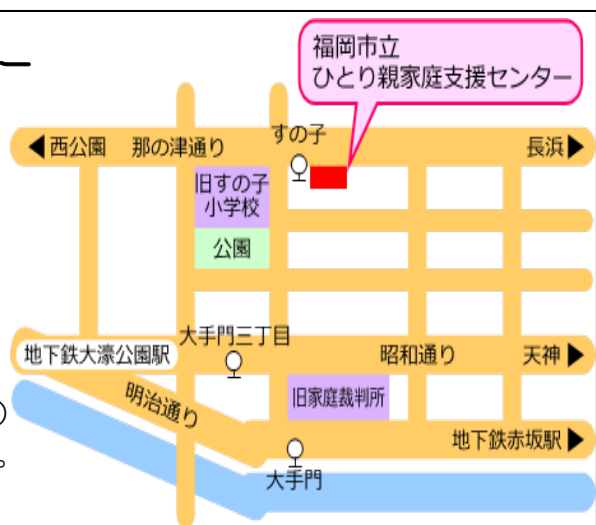 福岡市立
ひとり親家庭支援センター
すの子
◀西公園
那の津通り
長浜▶
旧すの子
小学校
公園
大手門三丁目
地下鉄大濠公園駅
昭和通り
天神▶
明治通り
旧家庭裁判所
地下鉄赤坂駅▶
大手門
。